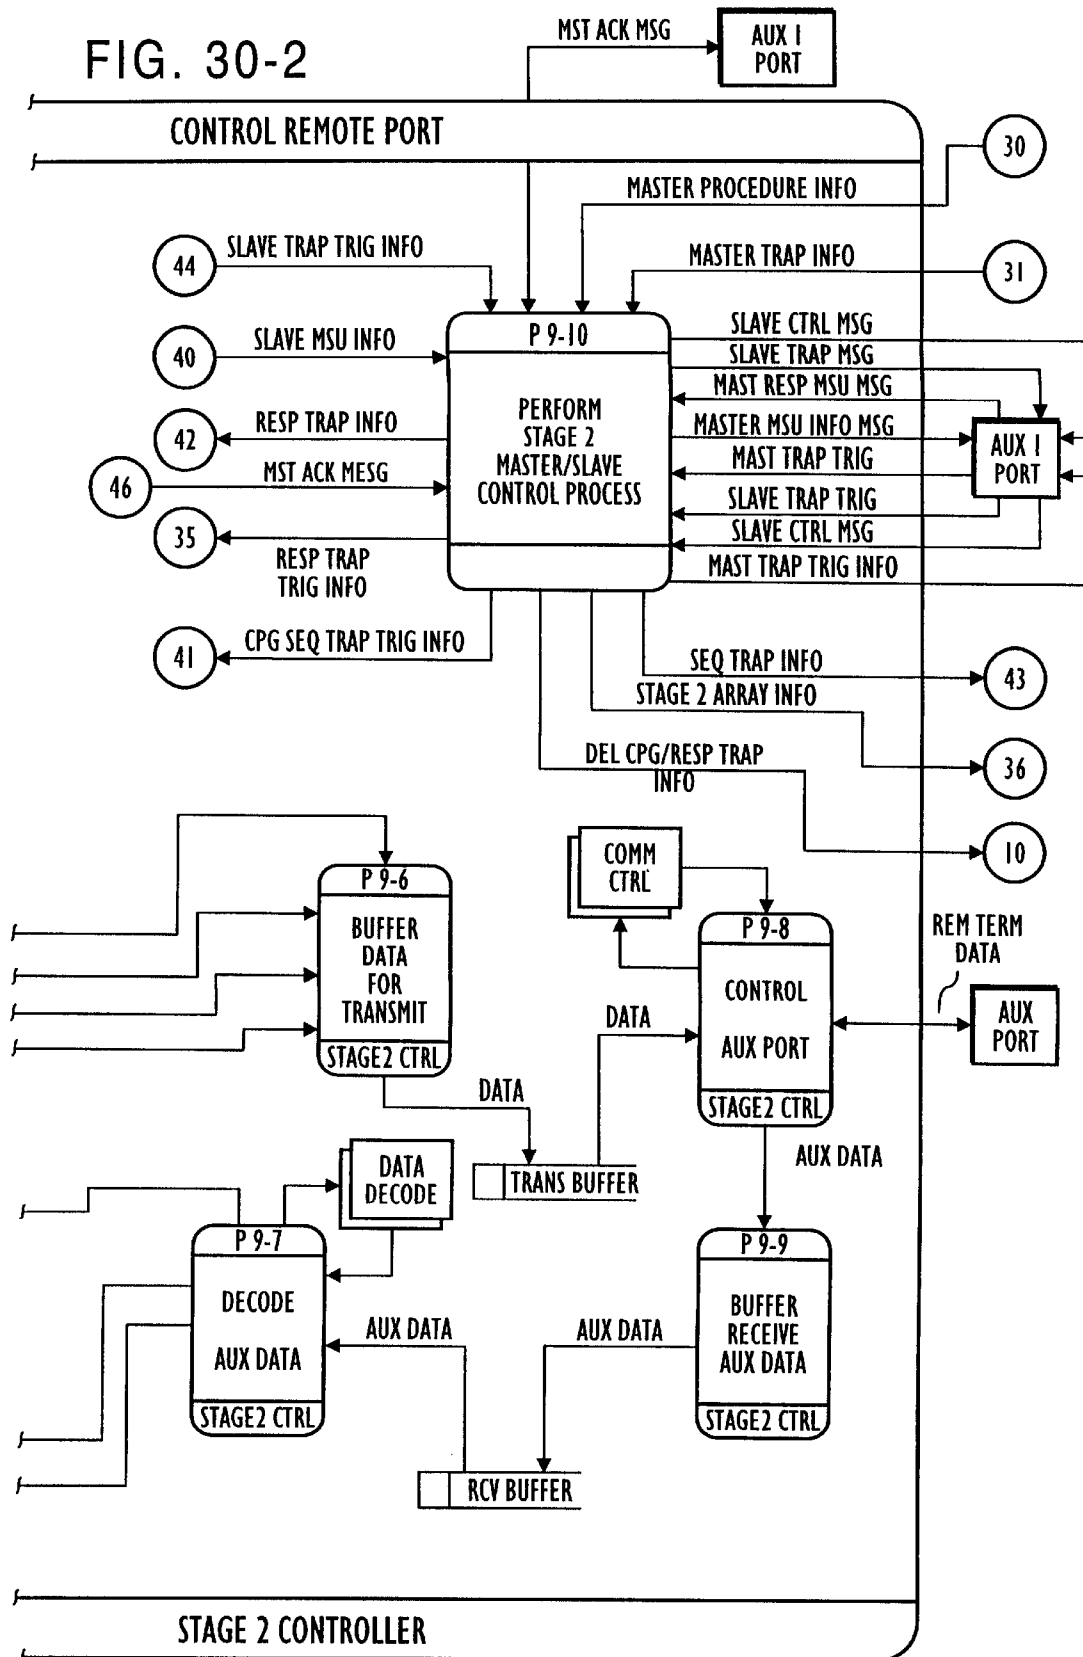 FIG. 30-2
MST ACK MSG
AUX 1
PORT
CONTROL REMOTE PORT
30
MASTER PROCEDURE INFO
44
SLAVE TRAP TRIG INFO
MASTER TRAP INFO
31
P 9-10
PERFORM
STAGE 2
MASTER/SLAVE
CONTROL PROCESS
40
SLAVE MSU INFO
42
RESP TRAP INFO
46
MST ACK MESG
35
RESP TRAP
TRIG INFO
41
CPG SEQ TRAP TRIG INFO
SLAVE CTRL MSG
SLAVE TRAP MSG
MAST RESP MSU MSG
MASTER MSU INFO MSG
MAST TRAP TRIG
SLAVE TRAP TRIG
SLAVE CTRL MSG
MAST TRAP TRIG INFO
AUX 1
PORT
SEQ TRAP INFO
43
STAGE 2 ARRAY INFO
36
DEL CPG/RESP TRAP
INFO
10
P 9-6
BUFFER
DATA
FOR
TRANSMIT
STAGE2 CTRL
COMM
CTRL
P 9-8
CONTROL
AUX PORT
STAGE2 CTRL
REM TERM
DATA
AUX
PORT
DATA
DATA
TRANS BUFFER
AUX DATA
DATA
DECODE
P 9-7
DECODE
AUX DATA
STAGE2 CTRL
P 9-9
BUFFER
RECEIVE
AUX DATA
STAGE2 CTRL
AUX DATA
AUX DATA
RCV BUFFER
STAGE 2 CONTROLLER